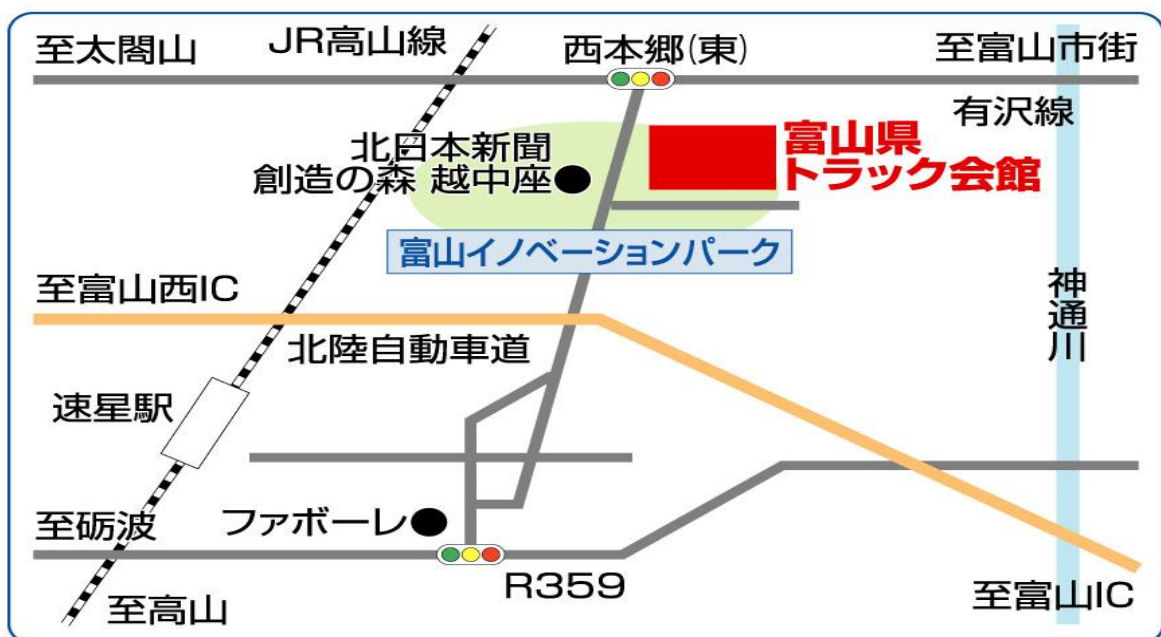 至太閤山
JR高山線
西本郷(東)
至富山市街
有沢線
北日本新聞
創造の森 越中座
富山県
トラック会館
富山イノベーションパーク
至富山西IC
北陸自動車道
神通川
速星駅
ファボーレ
至砺波
R359
至高山
至富山IC